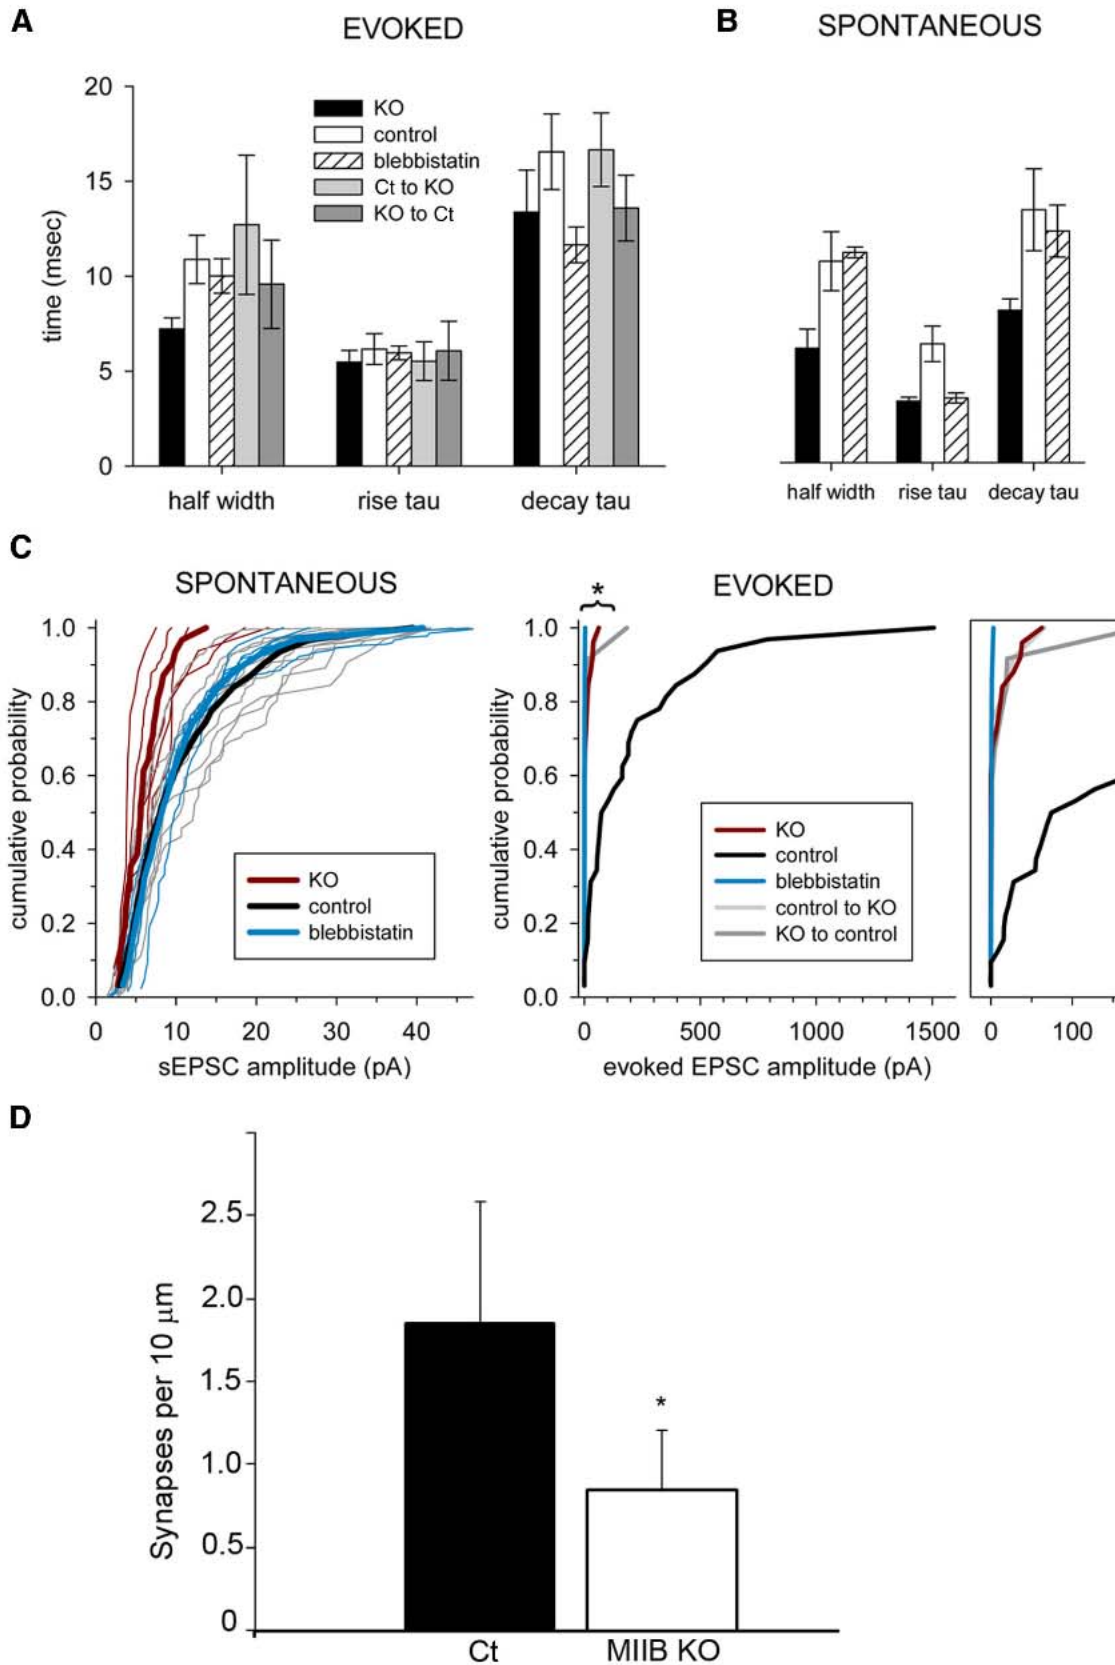 A
EVOKED
B
SPONTANEOUS
20
15
10
5
0
time (msec)
KO
control
blebbistatin
Ct to KO
KO to Ct
half width
rise tau
decay tau
half width
rise tau
decay tau
C
SPONTANEOUS
EVOKED
*
1.0
0.8
0.6
0.4
0.2
0.0
cumulative probability
KO
control
blebbistatin
0
10
20
30
40
sEPSC amplitude (pA)
1.0
0.8
0.6
0.4
0.2
0.0
cumulative probability
KO
control
blebbistatin
control to KO
KO to control
0
500
1000
1500
evoked EPSC amplitude (pA)
0
100
D
2.5
2.0
1.5
1.0
0.5
0
Synapses per 10 μm
*
Ct
MIIB KO